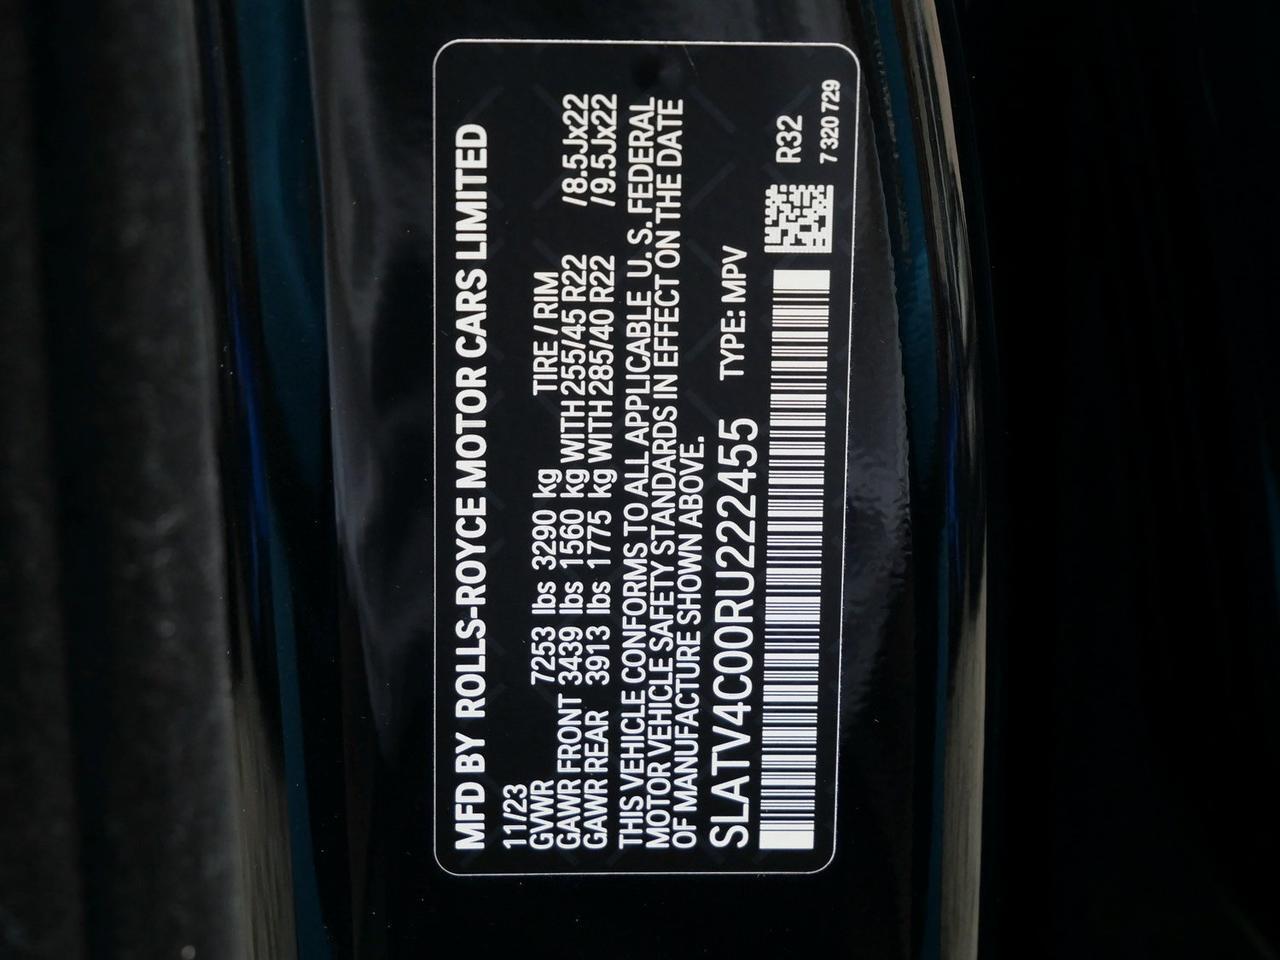 MFD BY ROLLS-ROYCE MOTOR CARS LIMITED
11/23
GVWR 7253 lbs 3290 kg TIRE / RIM
GAWR FRONT 3439 lbs 1560 kg WITH 255/45 R22 / 8.5Jx22
GAWR REAR 3913 lbs 1775 kg WITH 285/40 R22 / 9.5Jx22
THIS VEHICLE CONFORMS TO ALL APPLICABLE U. S. FEDERAL
MOTOR VEHICLE SAFETY STANDARDS IN EFFECT ON THE DATE
OF MANUFACTURE SHOWN ABOVE.
SLATV4C00RU222455 TYPE: MPV
R32
7 320 729